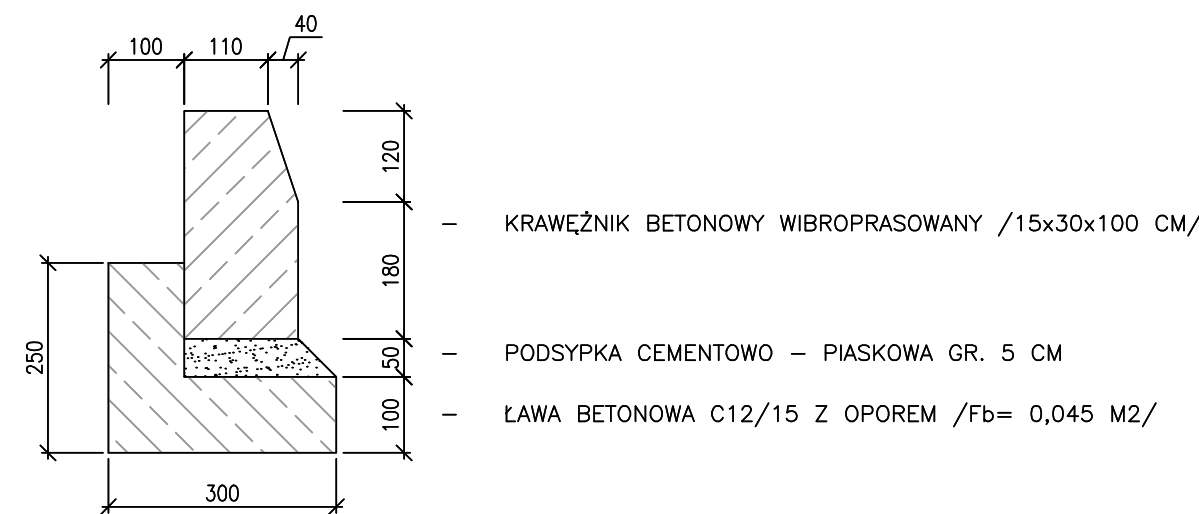 40
100 110
120
– KRAWĘŻNIK BETONOWY WIBROPRASOWANY /15x30x100 CM/
180
250
50 – PODSYPKA CEMENTOWO – PIASKOWA GR. 5 CM
100 – ŁAWA BETONOWA C12/15 Z OPOREM /Fb= 0,045 M2/
300